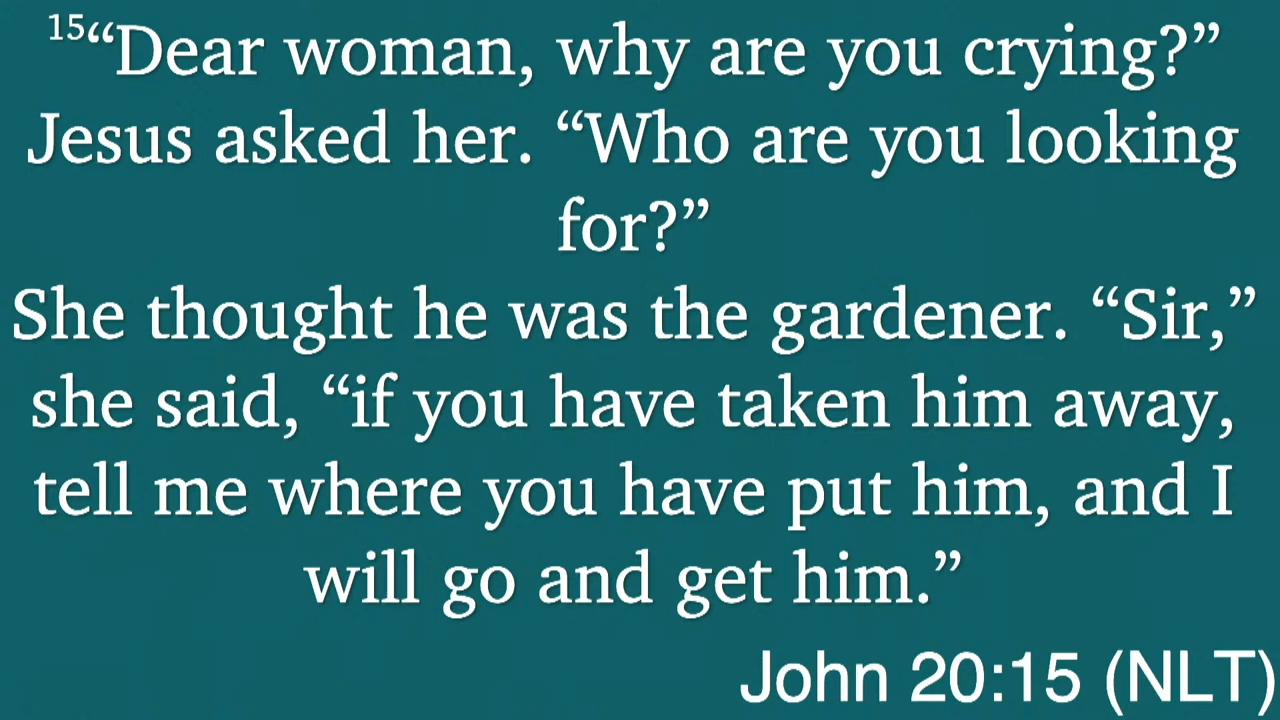 15“Dear woman, why are you crying?”
Jesus asked her. “Who are you looking
for?”
She thought he was the gardener. “Sir,”
she said, “if you have taken him away,
tell me where you have put him, and I
will go and get him.”
John 20:15 (NLT)